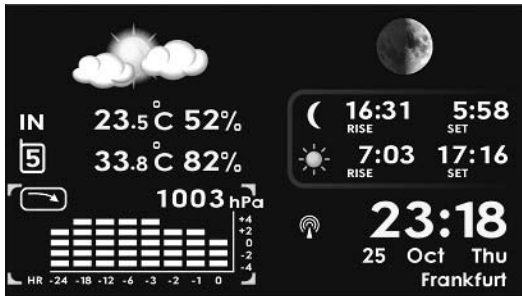 IN 23.5°C 52%
5 33.8°C 82%
1003 hPa
+4
+2
0
-2
-4
HR -24 -18 -12 -6 -3 -2 -1 0
16:31 5:58
RISE SET
7:03 17:16
RISE SET
23:18
25 Oct Thu
Frankfurt